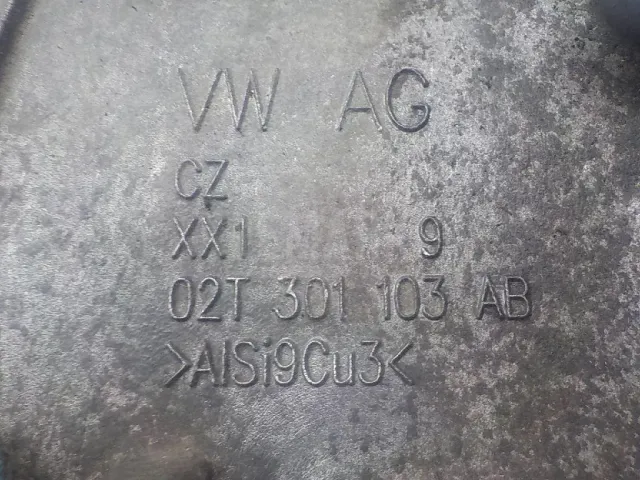 VW AG
CZ
XX1 9
02T 301 103 AB
>AlSi9Cu3<